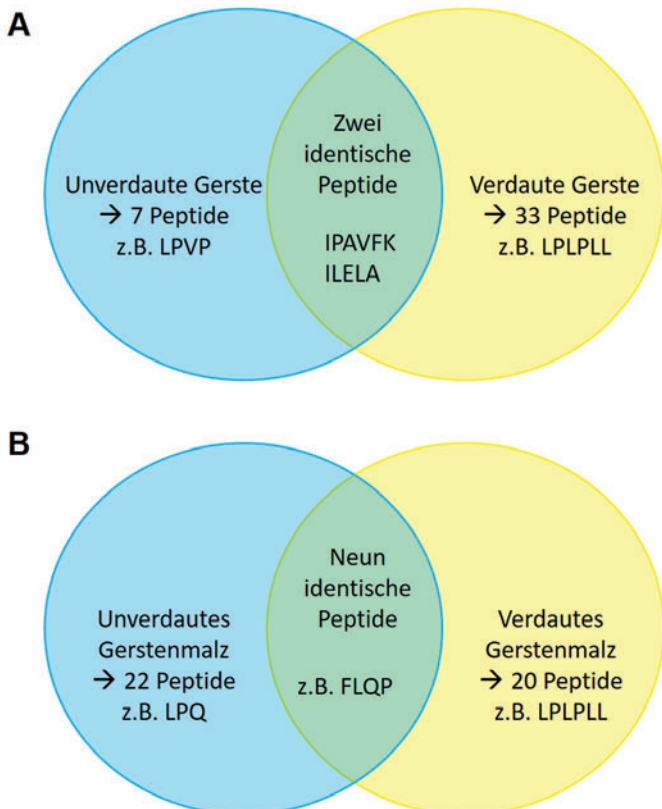 A
Unverdaute Gerste
→ 7 Peptide
z.B. LPVP
Zwei
identische
Peptide
IPAVFK
ILELA
Verdaute Gerste
→ 33 Peptide
z.B. LPLPLL
B
Unverdautes
Gerstenmalz
→ 22 Peptide
z.B. LPQ
Neun
identische
Peptide
z.B. FLQP
Verdautes
Gerstenmalz
→ 20 Peptide
z.B. LPLPLL